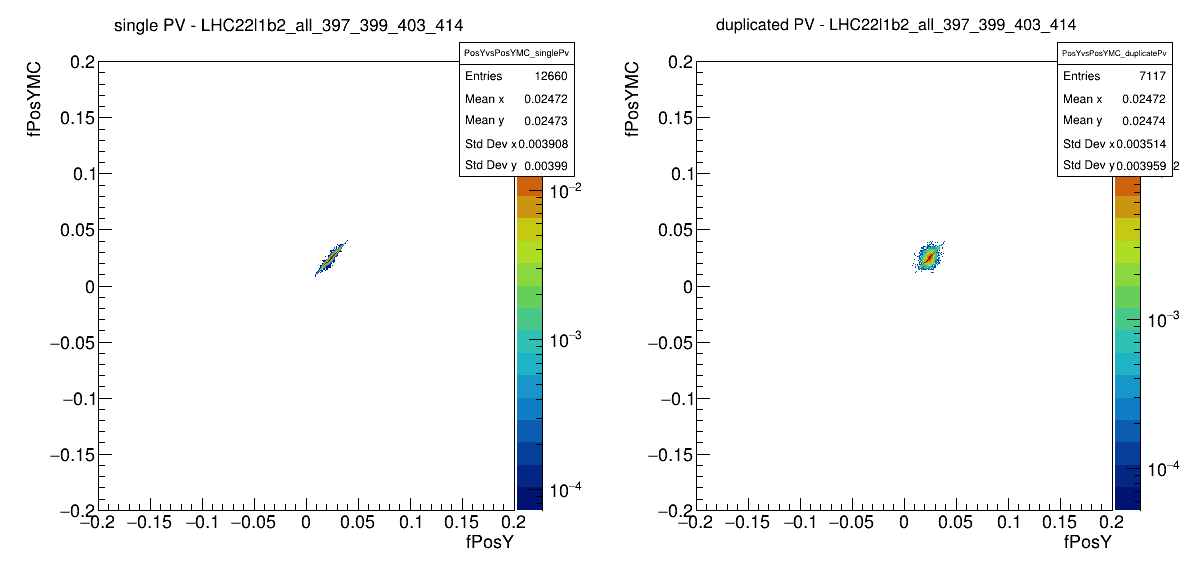 single PV - LHC22l1b2_all_397_399_403_414
PosYvsPosYMC_singlePv
Entries 12660
Mean x 0.02472
Mean y 0.02473
Std Dev x 0.003908
Std Dev y 0.00399
fPosYMC
0.2
0.15
0.1
0.05
0
−0.05
−0.1
−0.15
−0.2
−0.2 −0.15 −0.1 −0.05 0 0.05 0.1 0.15 0.2
fPosY
10−2
10−3
10−4
duplicated PV - LHC22l1b2_all_397_399_403_414
PosYvsPosYMC_duplicatePv
Entries 7117
Mean x 0.02472
Mean y 0.02474
Std Dev x 0.003514
Std Dev y 0.003959
fPosYMC
0.2
0.15
0.1
0.05
0
−0.05
−0.1
−0.15
−0.2
−0.2 −0.15 −0.1 −0.05 0 0.05 0.1 0.15 0.2
fPosY
2
10−3
10−4